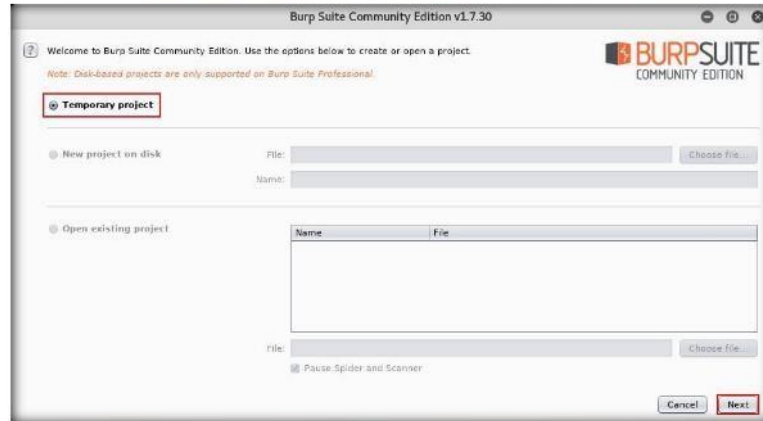 Burp Suite Community Edition v1.7.30
? Welcome to Burp Suite Community Edition. Use the options below to create or open a project.
BURPSUITE
COMMUNITY EDITION
Note: Disk-based projects are only supported on Burp Suite Professional.
Temporary project
New project on disk File: Choose file...
Name:
Open existing project Name File
File: Choose file...
Pause Spider and Scanner
Cancel Next